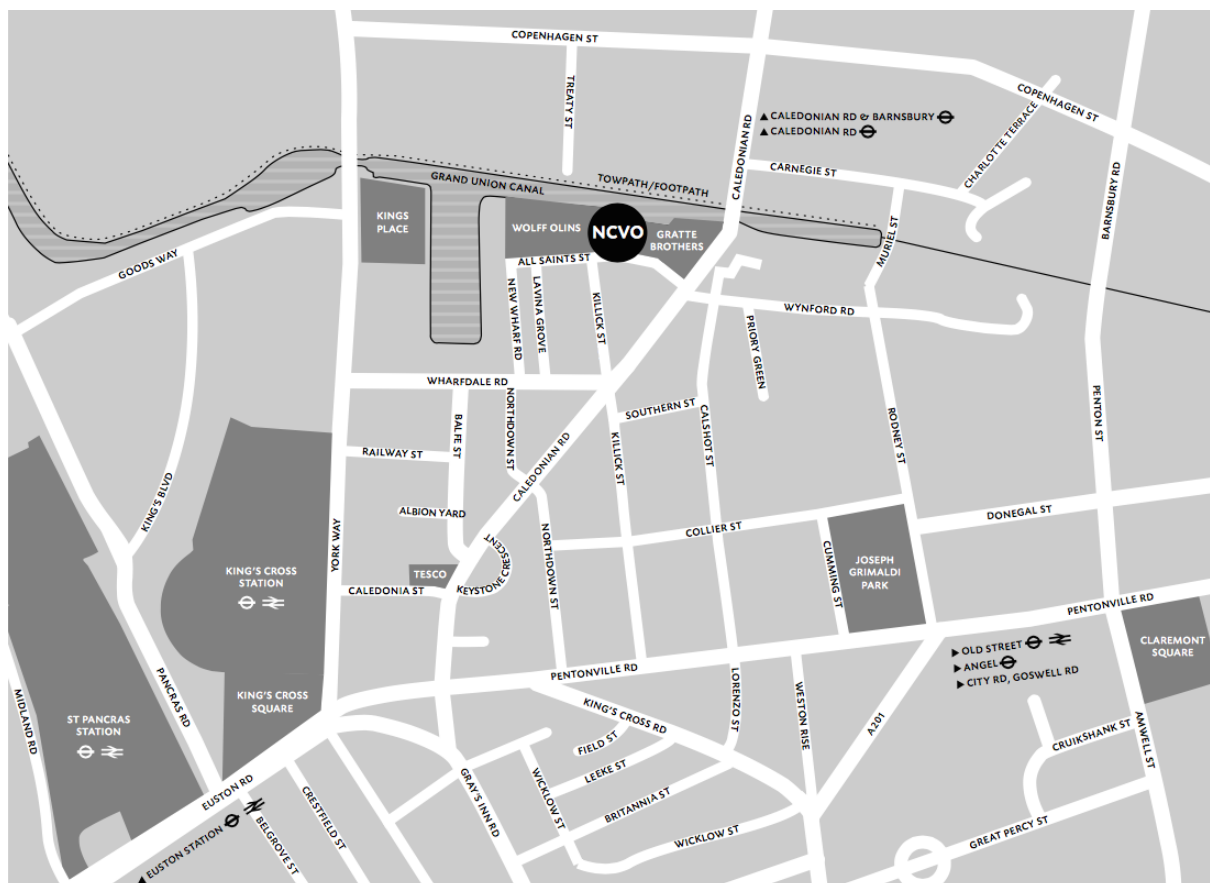 COPENHAGEN ST
TREATY ST
CALEDONIAN RD
CALEDONIAN RD & BARNSBURY
CALEDONIAN RD
COPENHAGEN ST
CHARLOTTE TERRACE
CARNEGIE ST
BARNSBURY RD
GRAND UNION CANAL
TOWPATH/FOOTPATH
KINGS
PLACE
WOLFF OLINS
NCVO
GRATTE
BROTHERS
MURIEL ST
GOODS WAY
ALL SAINTS ST
NEW WHARF RD
LAVINA GROVE
KILLICK ST
WYNFORD RD
PRIORY GREEN
WHARFDALE RD
SOUTHERN ST
CALSHOT ST
RODNEY ST
PENTON ST
BALFE ST
NORTHDOWN ST
CALEDONIAN RD
KILLICK ST
RAILWAY ST
KING'S BLVD
ALBION YARD
YORK WAY
COLLIER ST
DONEGAL ST
NORTHDOWN ST
CUMMING ST
JOSEPH
GRIMALDI
PARK
KING'S CROSS
STATION
TESCO
KEYSTONE CRESCENT
CALEDONIA ST
PENTONVILLE RD
OLD STREET
ANGEL
CITY RD, GOSWELL RD
CLAREMONT
SQUARE
PENTONVILLE RD
PANCRAS RD
MIDLAND RD
KING'S CROSS
SQUARE
ST PANCRAS
STATION
KING'S CROSS RD
LORENZO ST
WESTON RISE
A201
AMWELL ST
CRUIKSHANK ST
FIELD ST
LEEKE ST
WICKLOW ST
BRITANNIA ST
GRAY'S INN RD
EUSTON RD
CRESTFIELD ST
BELGROVE ST
EUSTON STATION
WICKLOW ST
GREAT PERCY ST